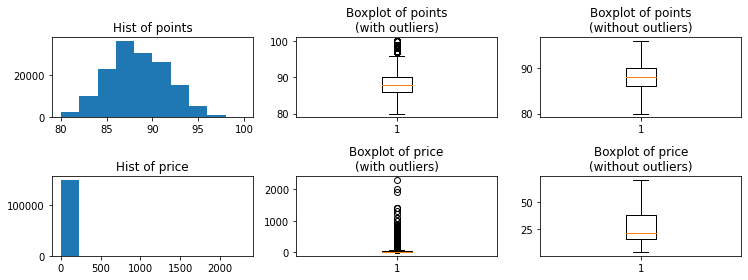 Hist of points
20000
0
80
85
90
95
100
Boxplot of points
(with outliers)
100
90
80
1
Boxplot of points
(without outliers)
90
80
1
Hist of price
100000
0
0
500
1000
1500
2000
Boxplot of price
(with outliers)
2000
1000
0
1
Boxplot of price
(without outliers)
50
25
1